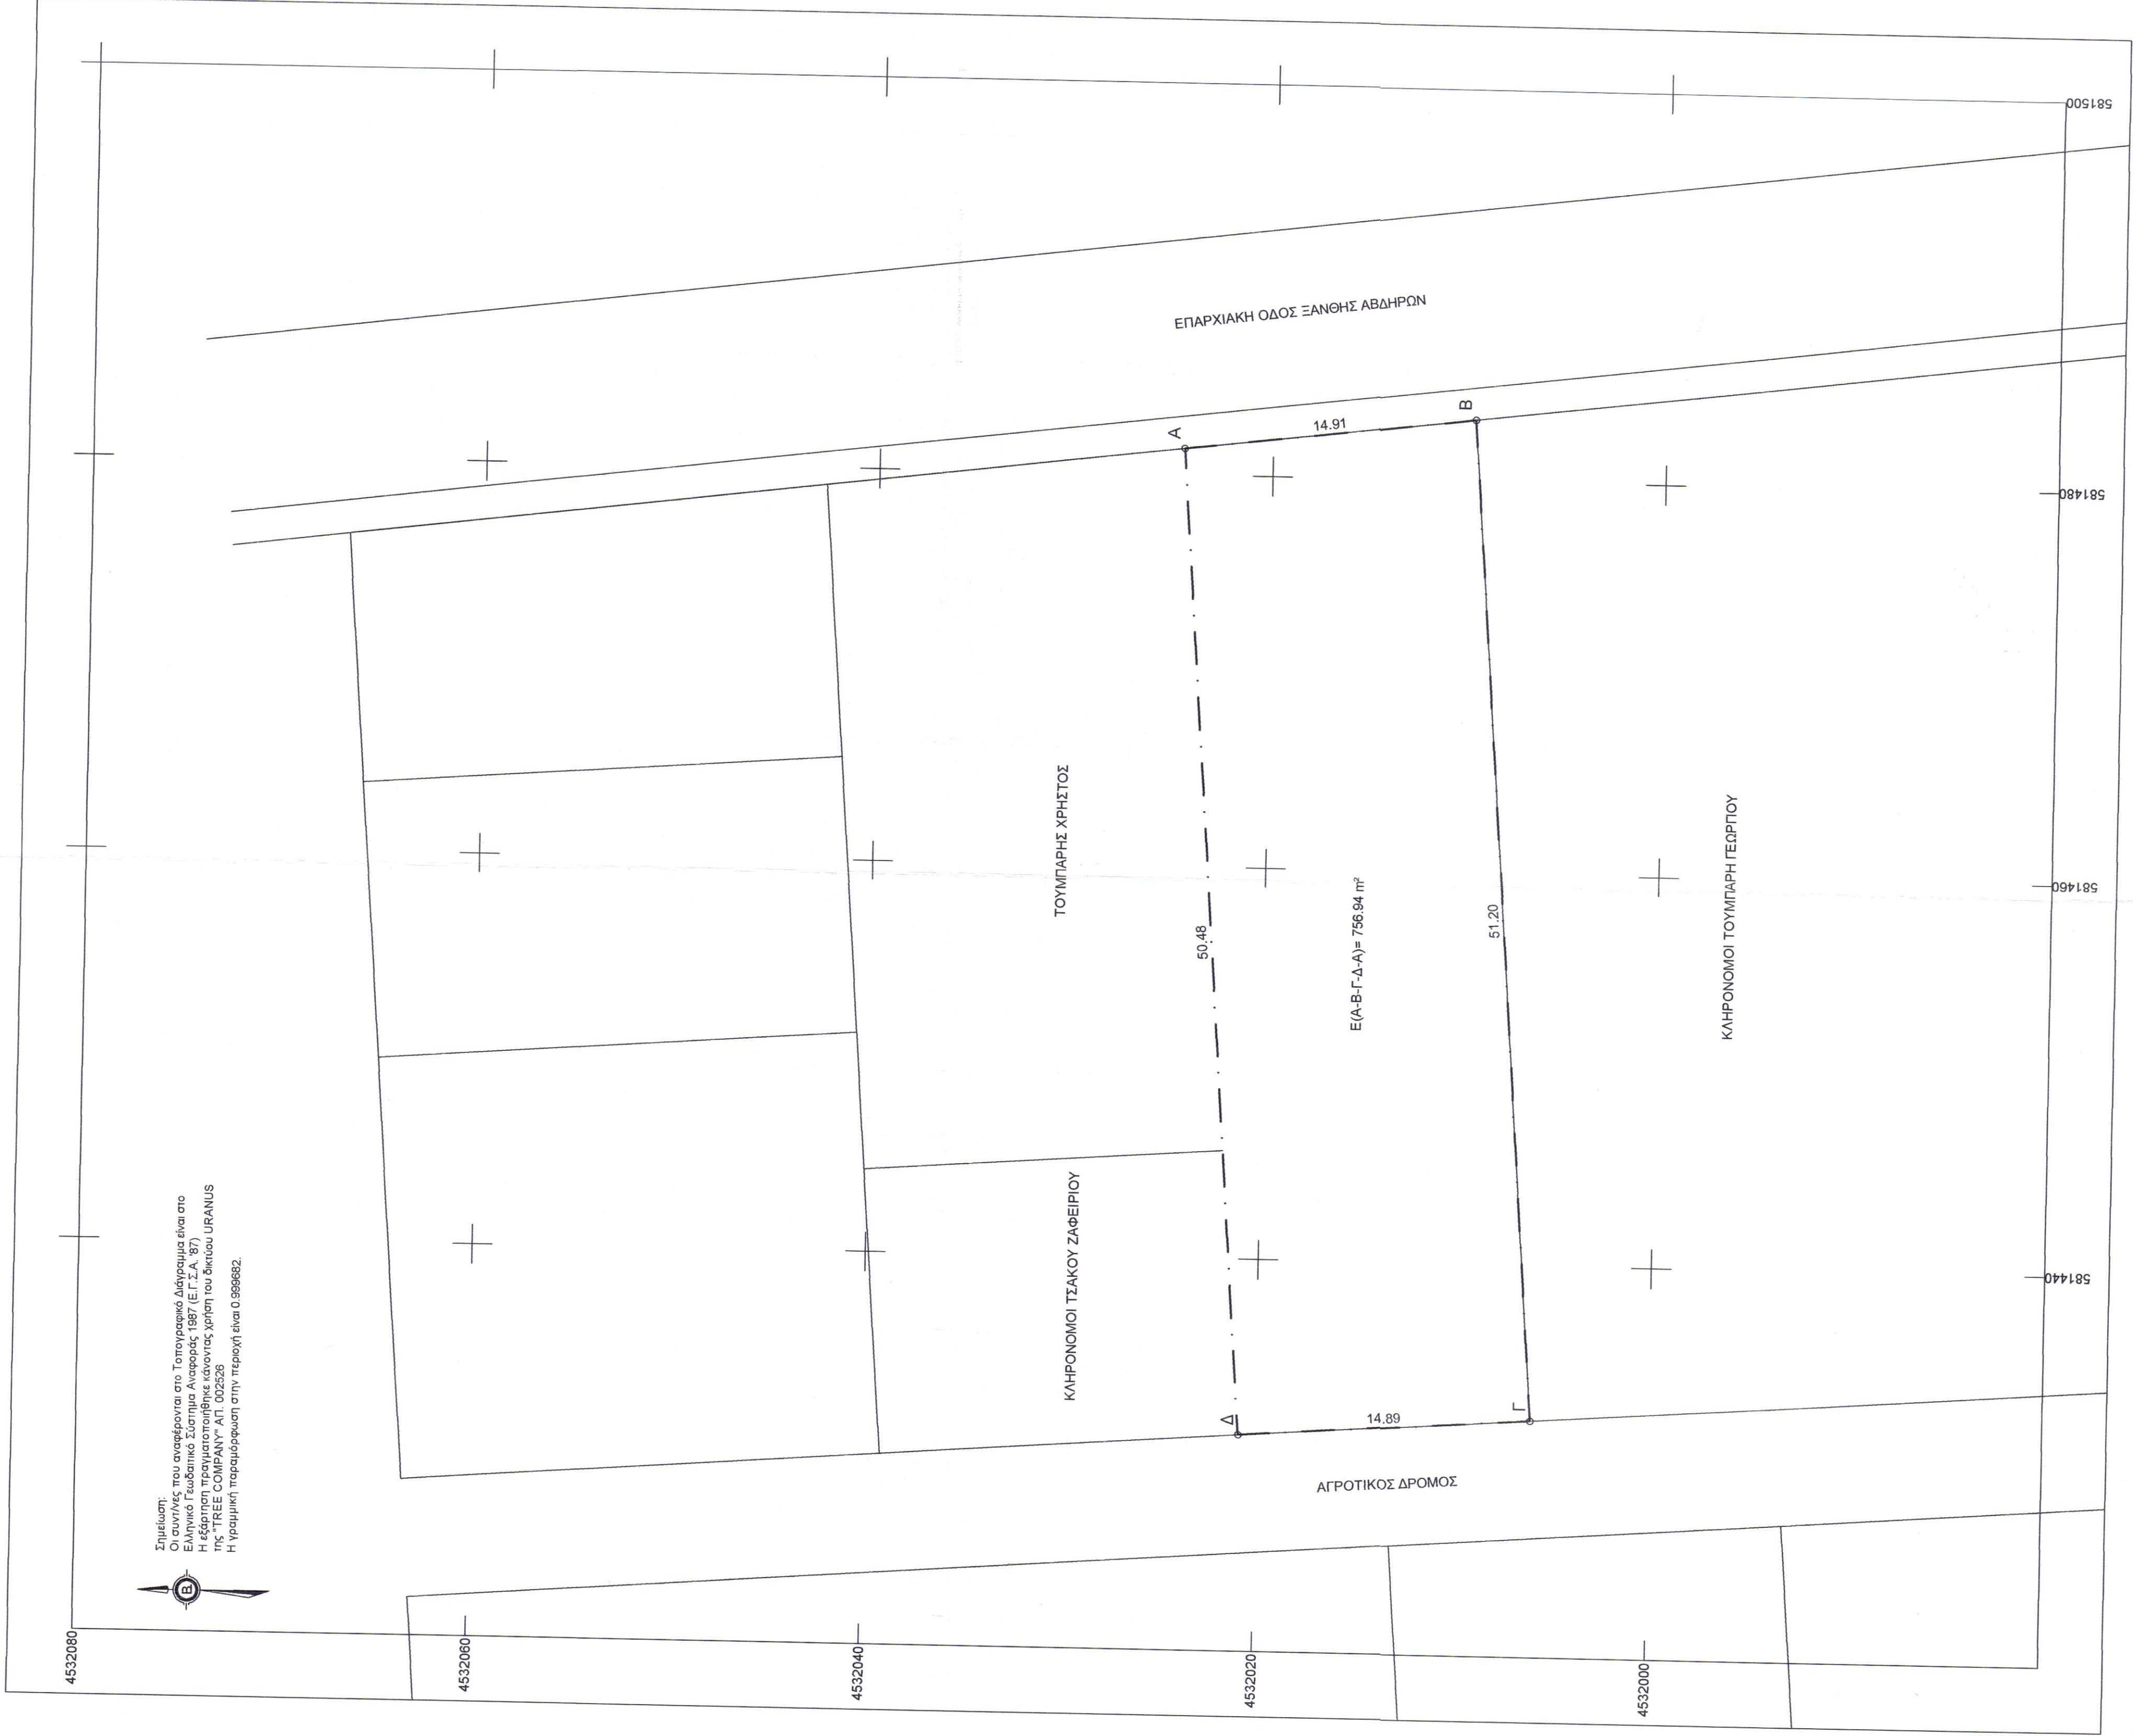 Σημείωση:
Οι συντ/νες που αναφέρονται στο Τοπογραφικό Διάγραμμα είναι στο
Ελληνικό Γεωδαιτικό Σύστημα Αναφοράς 1987 (Ε.Γ.Σ.Α. '87)
Η εξάρτηση πραγματοποιήθηκε κάνοντας χρήση του δικτύου URANUS
της "TREE COMPANY" ΑΠ. 002526
Η γραμμική παραμόρφωση στην περιοχή είναι 0.999682.
Β
4532080
4532060
4532040
4532020
4532000
581500
581480
581460
581440
ΕΠΑΡΧΙΑΚΗ ΟΔΟΣ ΞΑΝΘΗΣ ΑΒΔΗΡΩΝ
Α
14.91
Β
ΤΟΥΜΠΑΡΗΣ ΧΡΗΣΤΟΣ
50.48
Ε(Α-Β-Γ-Δ-Α)= 756.94 m²
51.20
ΚΛΗΡΟΝΟΜΟΙ ΤΟΥΜΠΑΡΗ ΓΕΩΡΓΙΟΥ
ΚΛΗΡΟΝΟΜΟΙ ΤΣΑΚΟΥ ΖΑΦΕΙΡΙΟΥ
Δ
14.89
Γ
ΑΓΡΟΤΙΚΟΣ ΔΡΟΜΟΣ